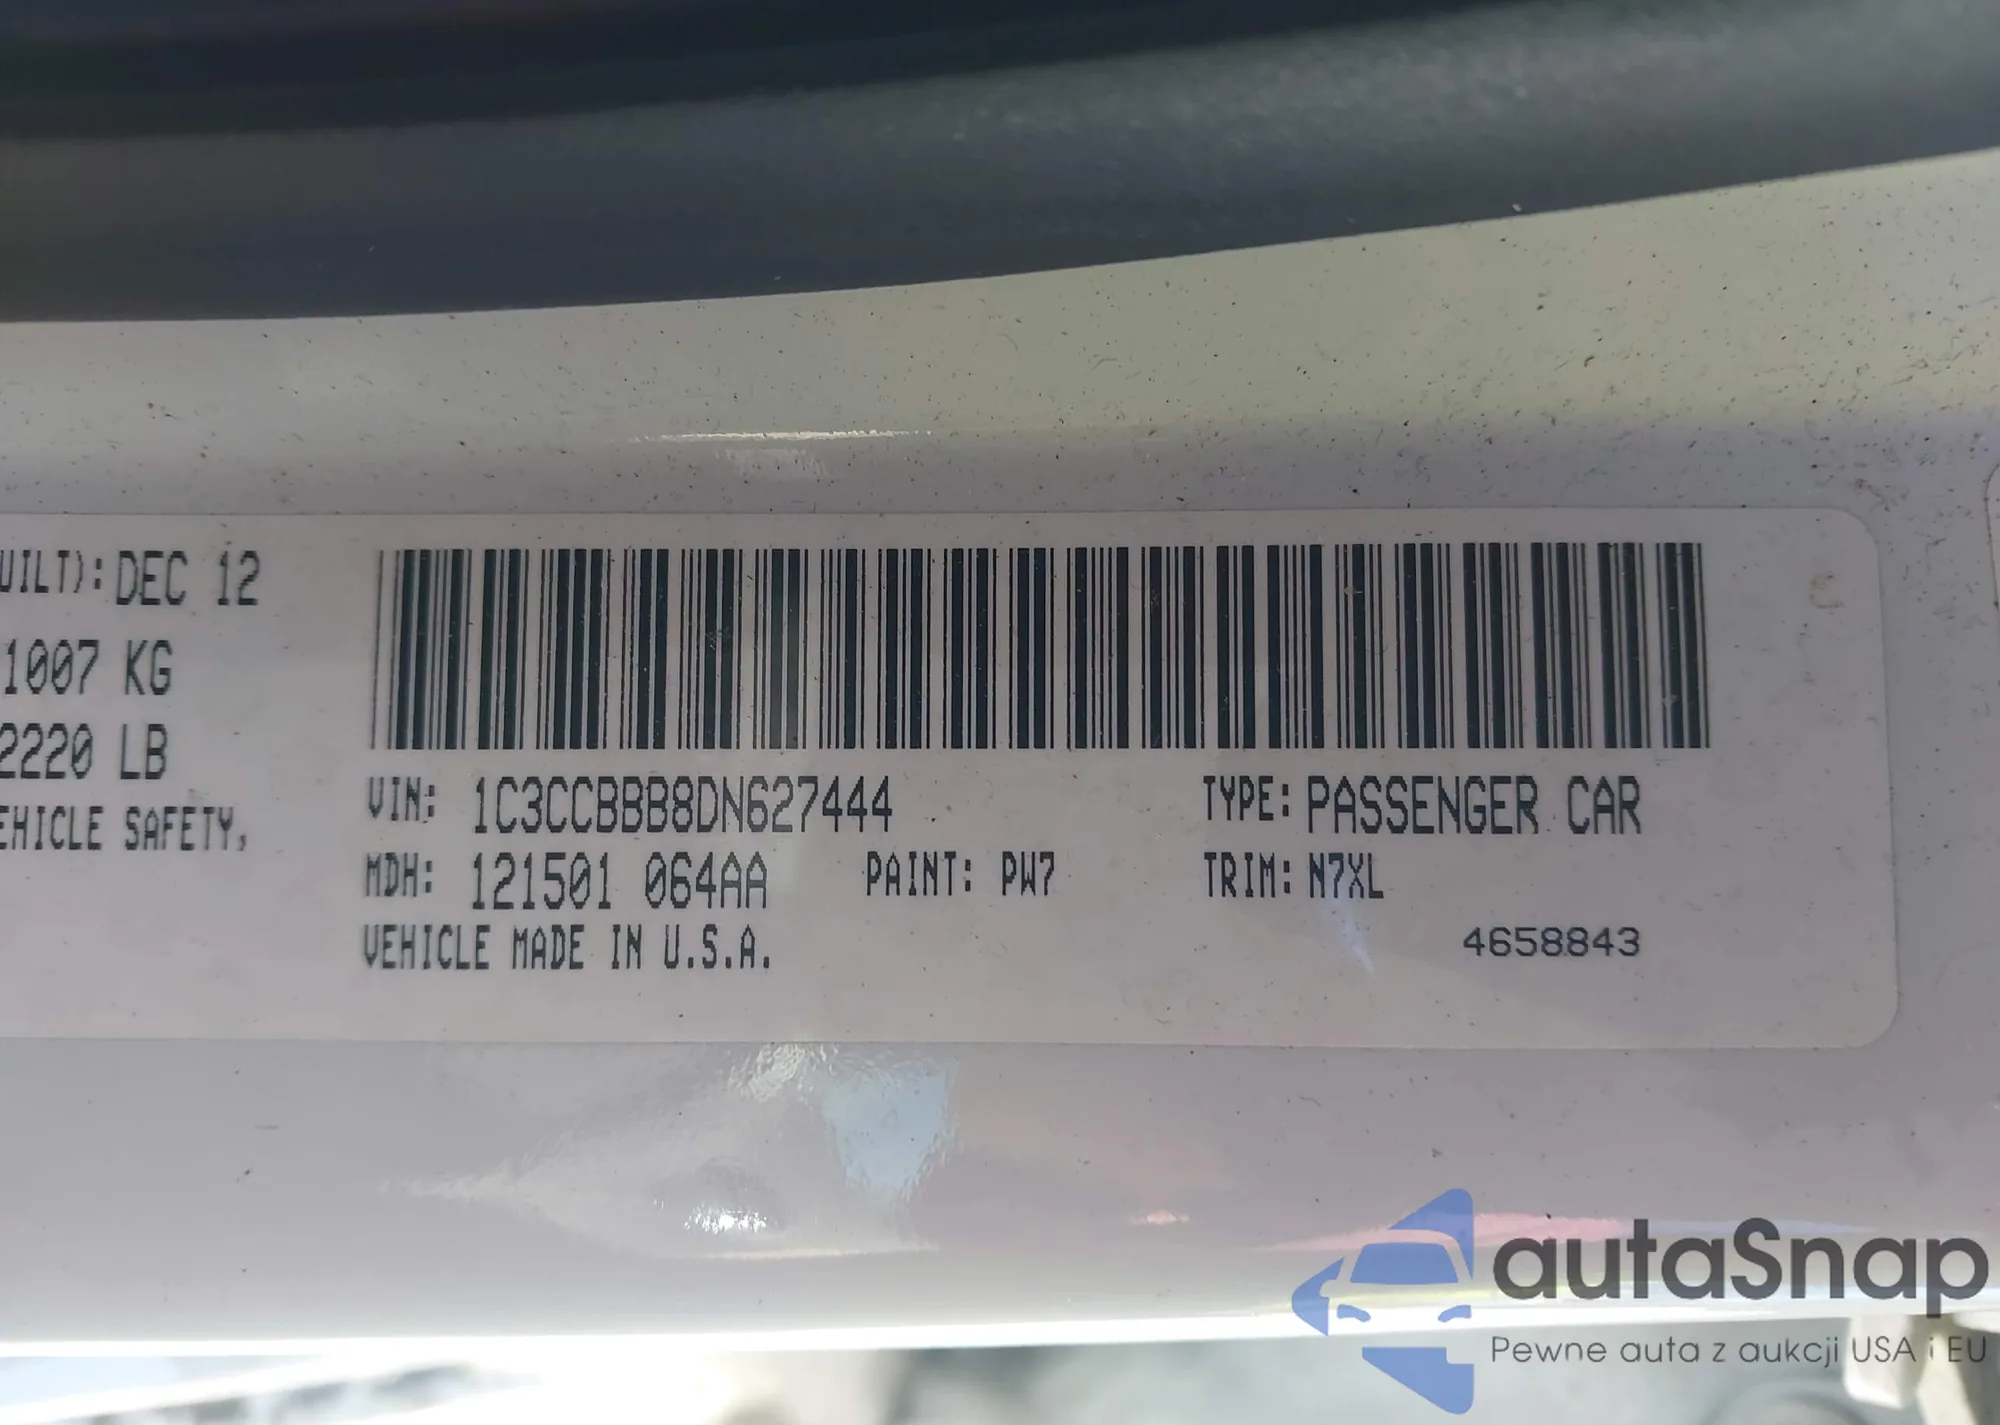 UILT): DEC 12
1007 KG
2220 LB
EHICLE SAFETY,
VIN: 1C3CCBBB8DN627444 TYPE: PASSENGER CAR
MDH: 121501 064AA PAINT: PW7 TRIM: N7XL
VEHICLE MADE IN U.S.A. 4658843
autaSnap
Pewne auta z aukcji USA i EU